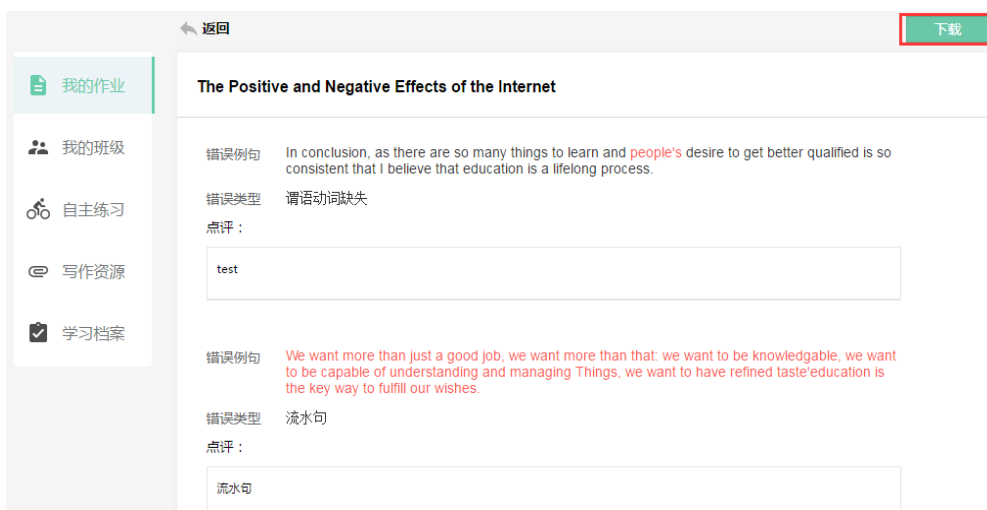 返回
下载
我的作业
我的班级
自主练习
写作资源
学习档案
The Positive and Negative Effects of the Internet
错误例句
In conclusion, as there are so many things to learn and people's desire to get better qualified is so
consistent that I believe that education is a lifelong process.
错误类型
谓语动词缺失
点评：
test
错误例句
We want more than just a good job, we want more than that: we want to be knowledgable, we want
to be capable of understanding and managing Things, we want to have refined taste'education is
the key way to fulfill our wishes.
错误类型
流水句
点评：
流水句